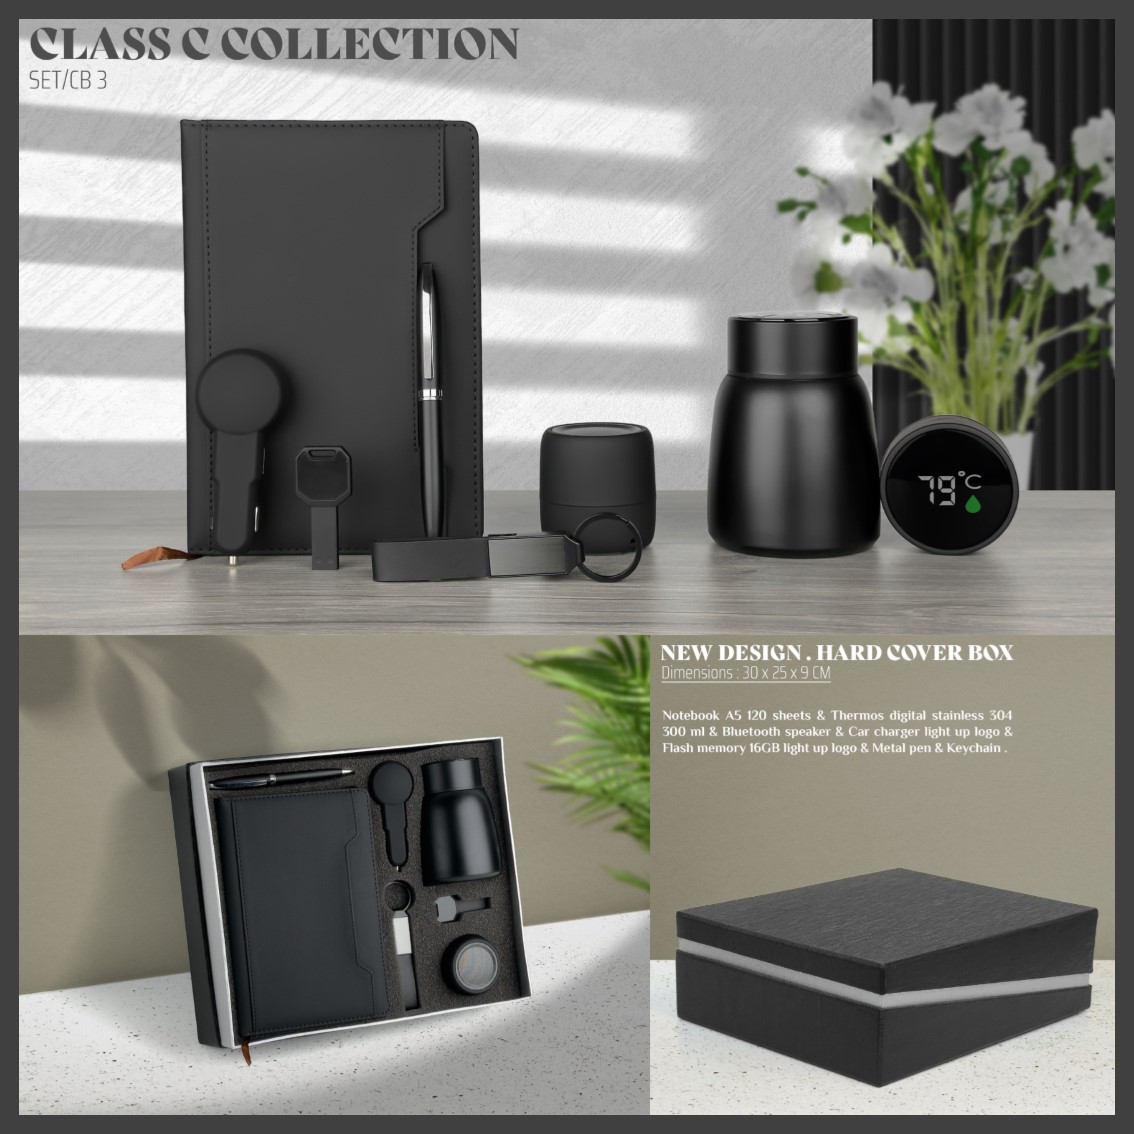 CLASS C COLLECTION
SET/CB 3
79°C
NEW DESIGN . HARD COVER BOX
Dimensions : 30 x 25 x 9 CM
Notebook A5 120 sheets & Thermos digital stainless 304
300 ml & Bluetooth speaker & Car charger light up logo &
Flash memory 16GB light up logo & Metal pen & Keychain .